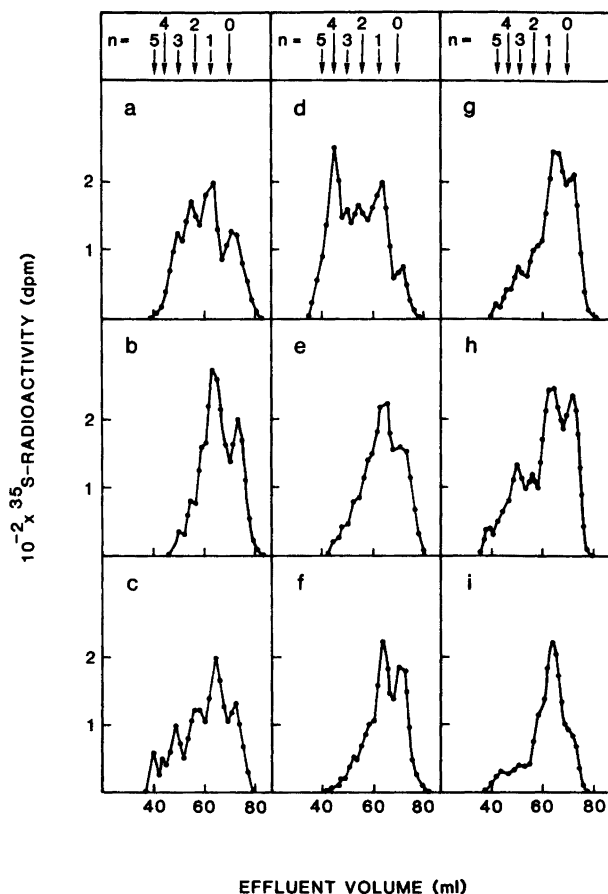 4 2 0 4 2 0 4 2 0
n= 5 3 1 n= 5 3 1 n= 5 3 1
a d g
2
1
b e h
2
1
c f i
2
1
10⁻² x ³⁵S-RADIOACTIVITY (dpm)
40 60 80 40 60 80 40 60 80
EFFLUENT VOLUME (ml)